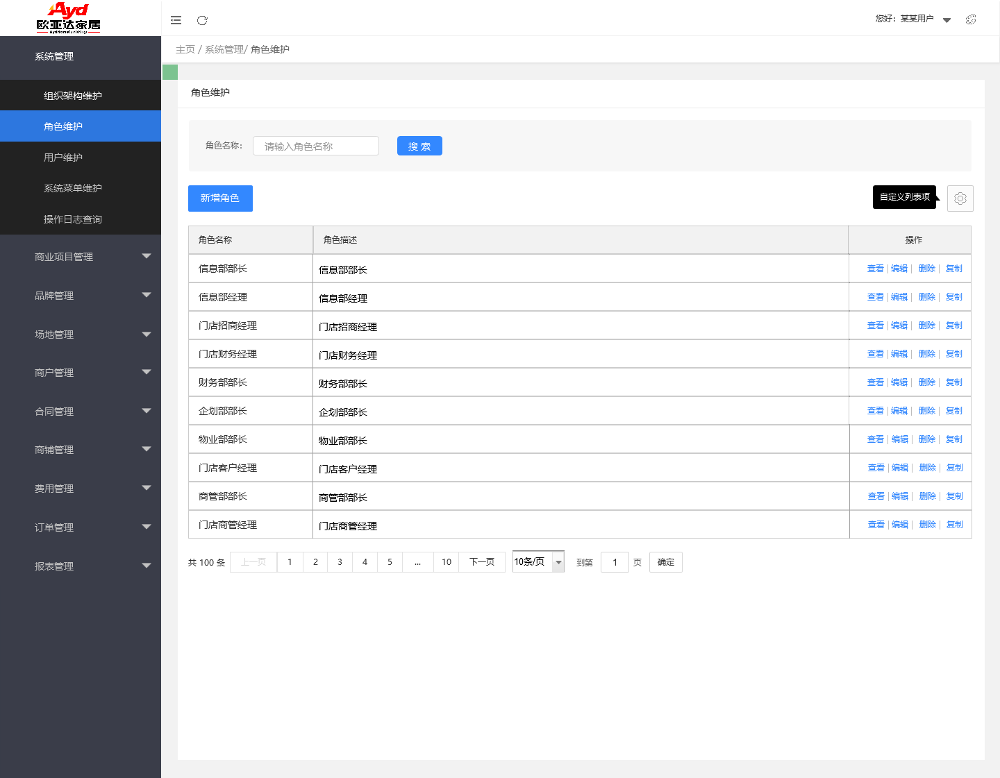 Ayd
欧亚达家居
您好：某某用户
主页 / 系统管理/ 角色维护
系统管理
组织架构维护
角色维护
用户维护
系统菜单维护
操作日志查询
商业项目管理
品牌管理
场地管理
商户管理
合同管理
商铺管理
费用管理
订单管理
报表管理
角色维护
角色名称： 请输入角色名称 搜 索
新增角色 自定义列表项
角色名称 角色描述 操作
信息部部长 信息部部长 查看 | 编辑 | 删除 | 复制
信息部经理 信息部经理 查看 | 编辑 | 删除 | 复制
门店招商经理 门店招商经理 查看 | 编辑 | 删除 | 复制
门店财务经理 门店财务经理 查看 | 编辑 | 删除 | 复制
财务部部长 财务部部长 查看 | 编辑 | 删除 | 复制
企划部部长 企划部部长 查看 | 编辑 | 删除 | 复制
物业部部长 物业部部长 查看 | 编辑 | 删除 | 复制
门店客户经理 门店客户经理 查看 | 编辑 | 删除 | 复制
商管部部长 商管部部长 查看 | 编辑 | 删除 | 复制
门店商管经理 门店商管经理 查看 | 编辑 | 删除 | 复制
共 100 条 上一页 1 2 3 4 5 ... 10 下一页 10条/页 到第 1 页 确定